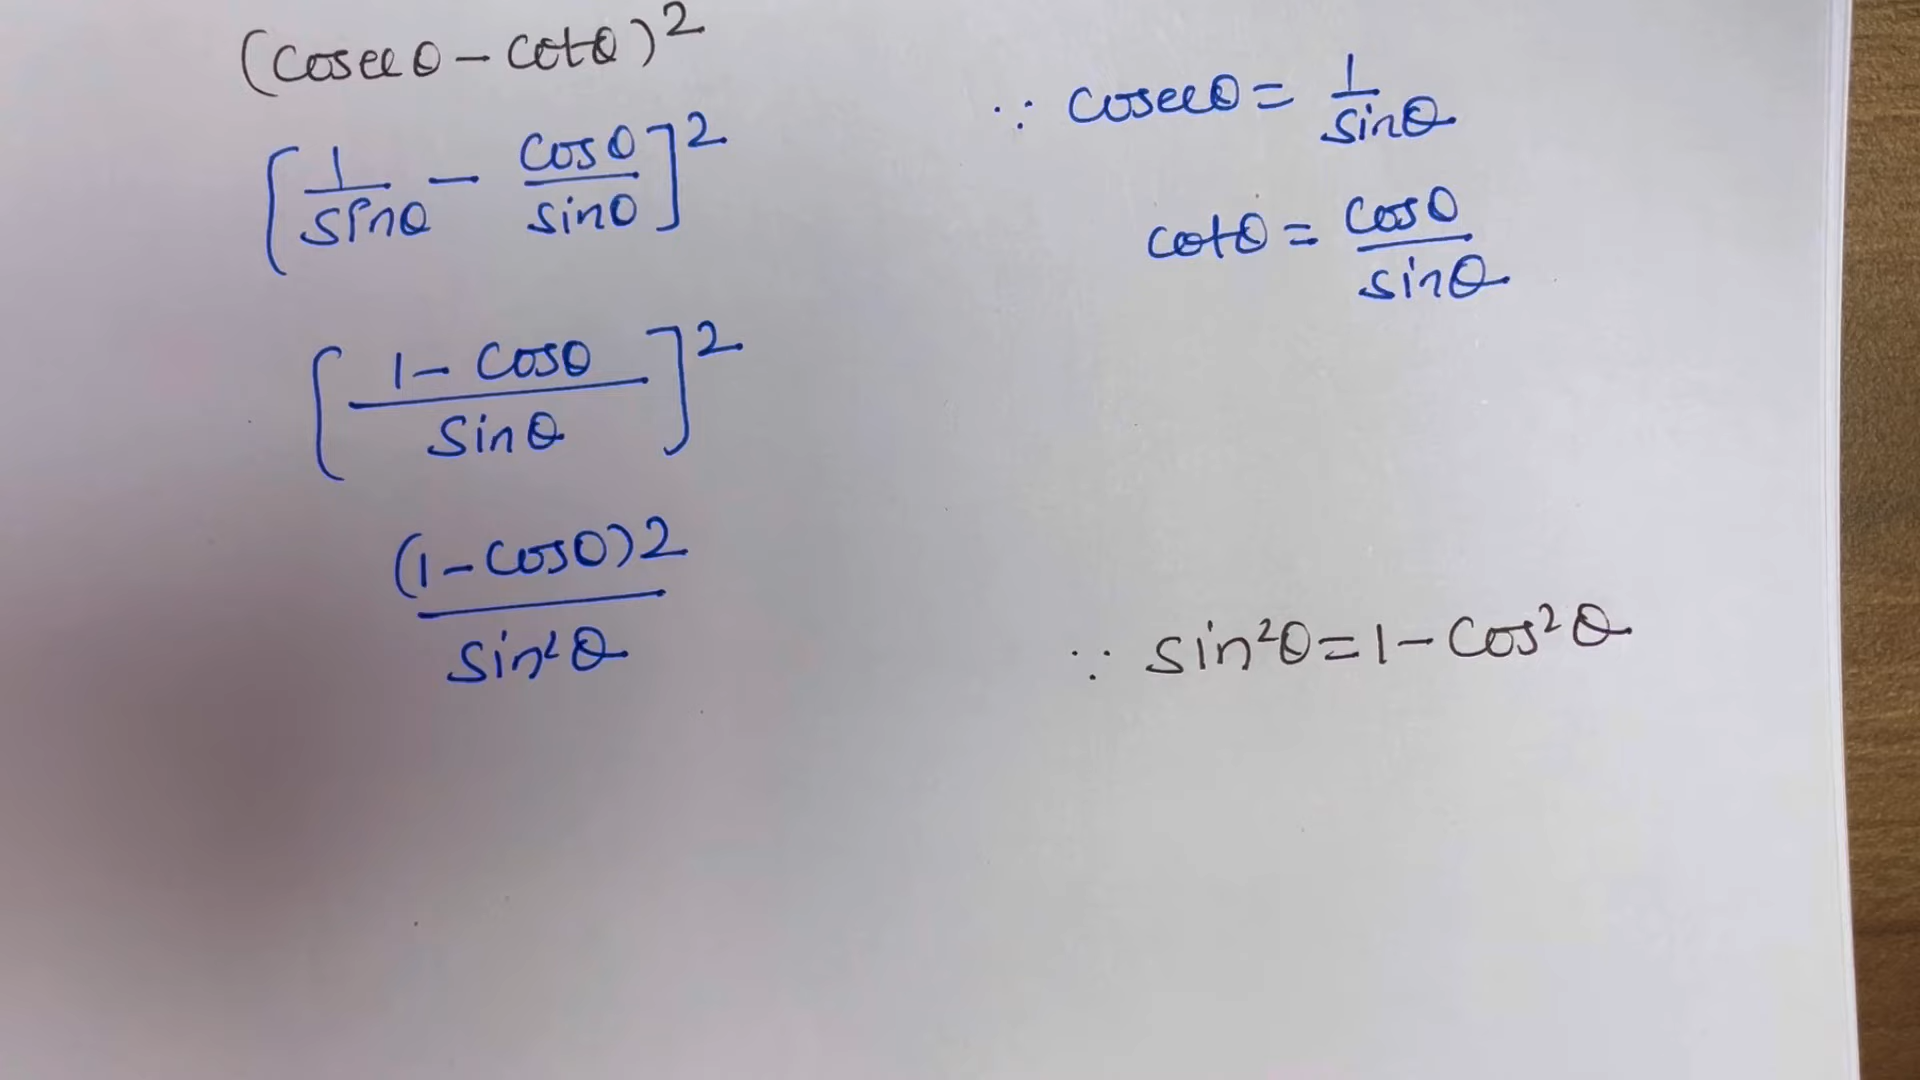 (cosecθ - cotθ)²
[1/sinθ - cosθ/sinθ]²
[1 - cosθ/sinθ]²
(1 - cosθ)2/sin²θ
∵ cosecθ = 1/sinθ
cotθ = cosθ/sinθ
∵ sin²θ = 1 - cos²θ